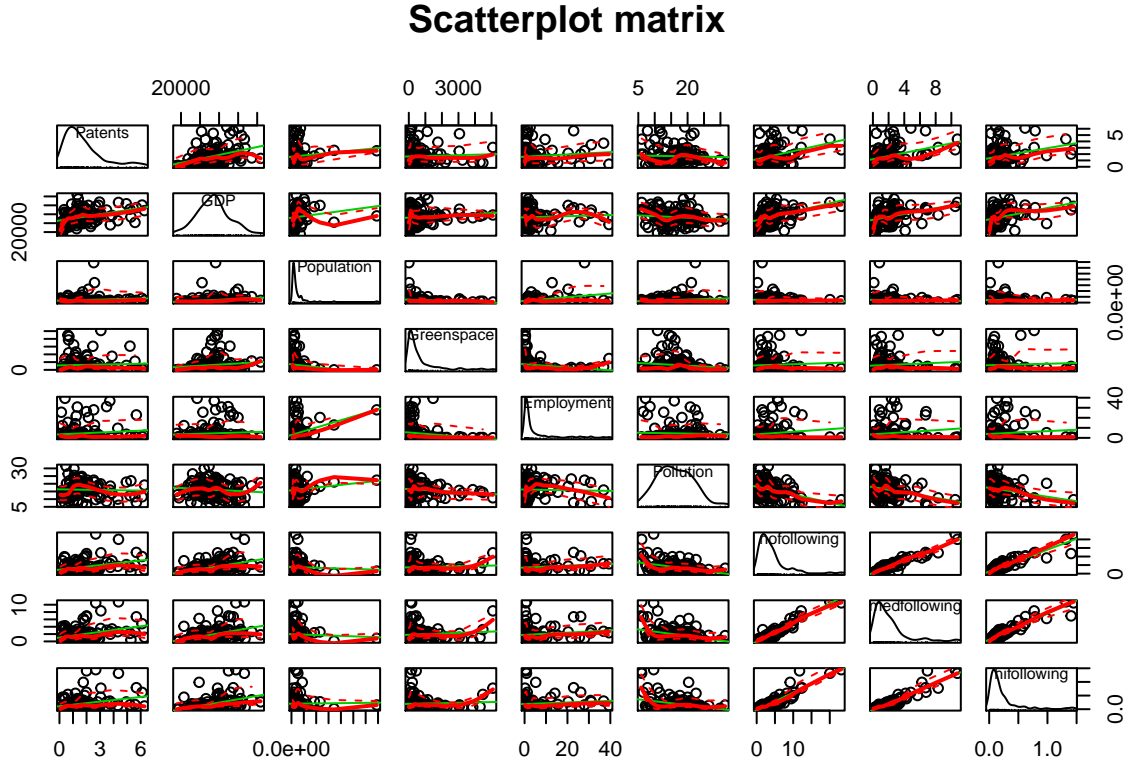 Scatterplot matrix
20000
0 3000
5 20
0 4 8
Patents
0 5
20000
GDP
Population
0.0e+00
0
Greenspace
Employment
0 40
5 30
Pollution
nofollowing
0
0 10
medfollowing
hifollowing
0.0
0 3 6
0.0e+00
0 20 40
0 10
0.0 1.0